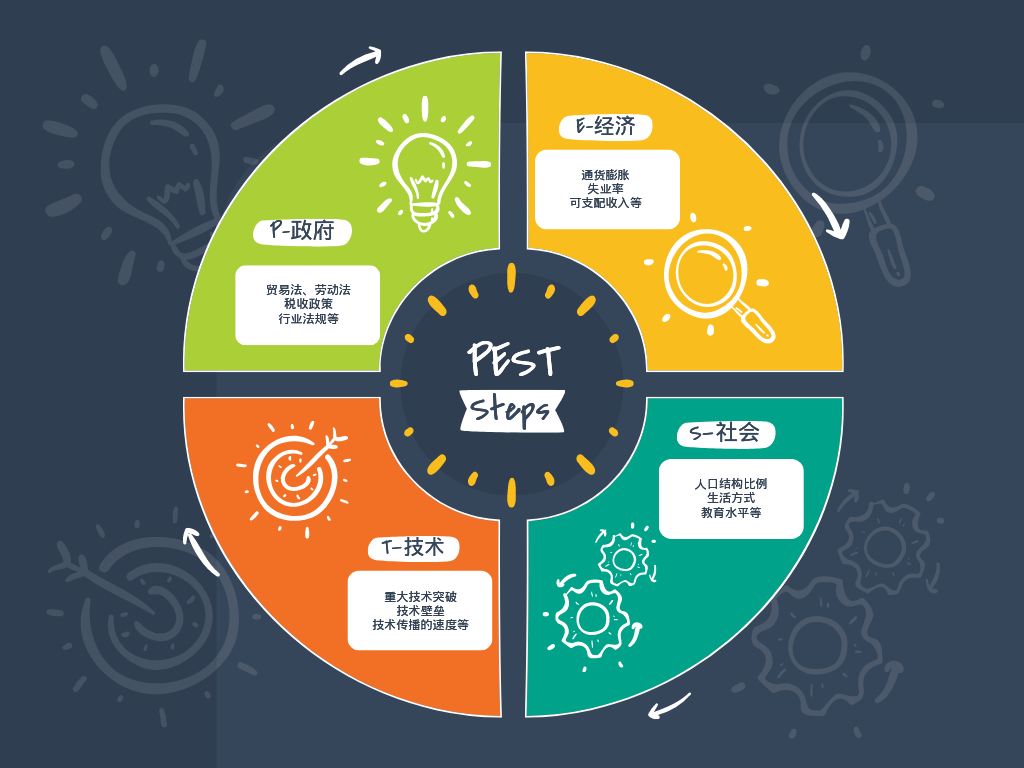 P-政府
贸易法、劳动法
税收政策
行业法规等
E-经济
通货膨胀
失业率
可支配收入等
PEST
Steps
S-社会
人口结构比例
生活方式
教育水平等
T-技术
重大技术突破
技术壁垒
技术传播的速度等